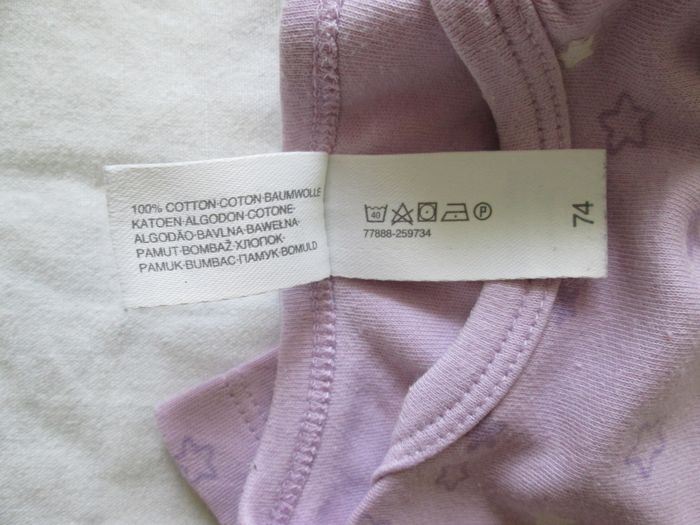 100% COTTON·COTON·BAUMWOLLE
KATOEN·ALGODON·COTONE·
ALGODÃO·BAVLNA·BAWEŁNA·
PAMUT·BOMBAŽ·ХЛОПОК·
PAMUK·BUMBAC·ПАМУК·BOMULD
40
P
77888-259734
74